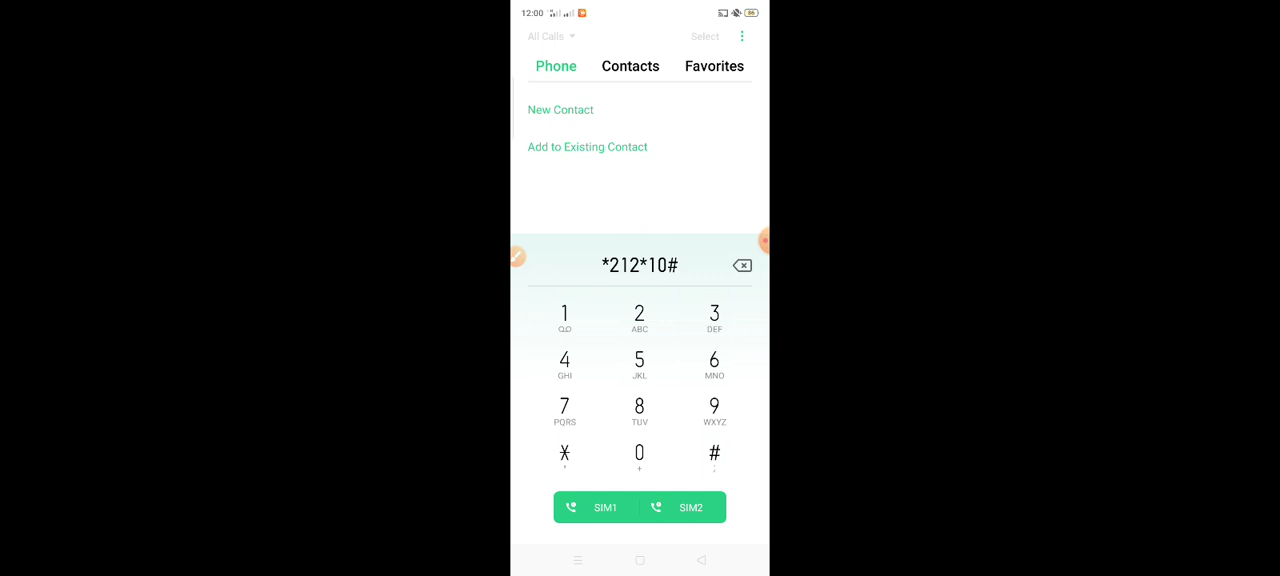 12:00 86
All Calls Select
Phone Contacts Favorites
New Contact
Add to Existing Contact
*212*10#
1 2 3
ABC DEF
4 5 6
GHI JKL MNO
7 8 9
PQRS TUV WXYZ
* 0 #
, + ;
SIM1 SIM2